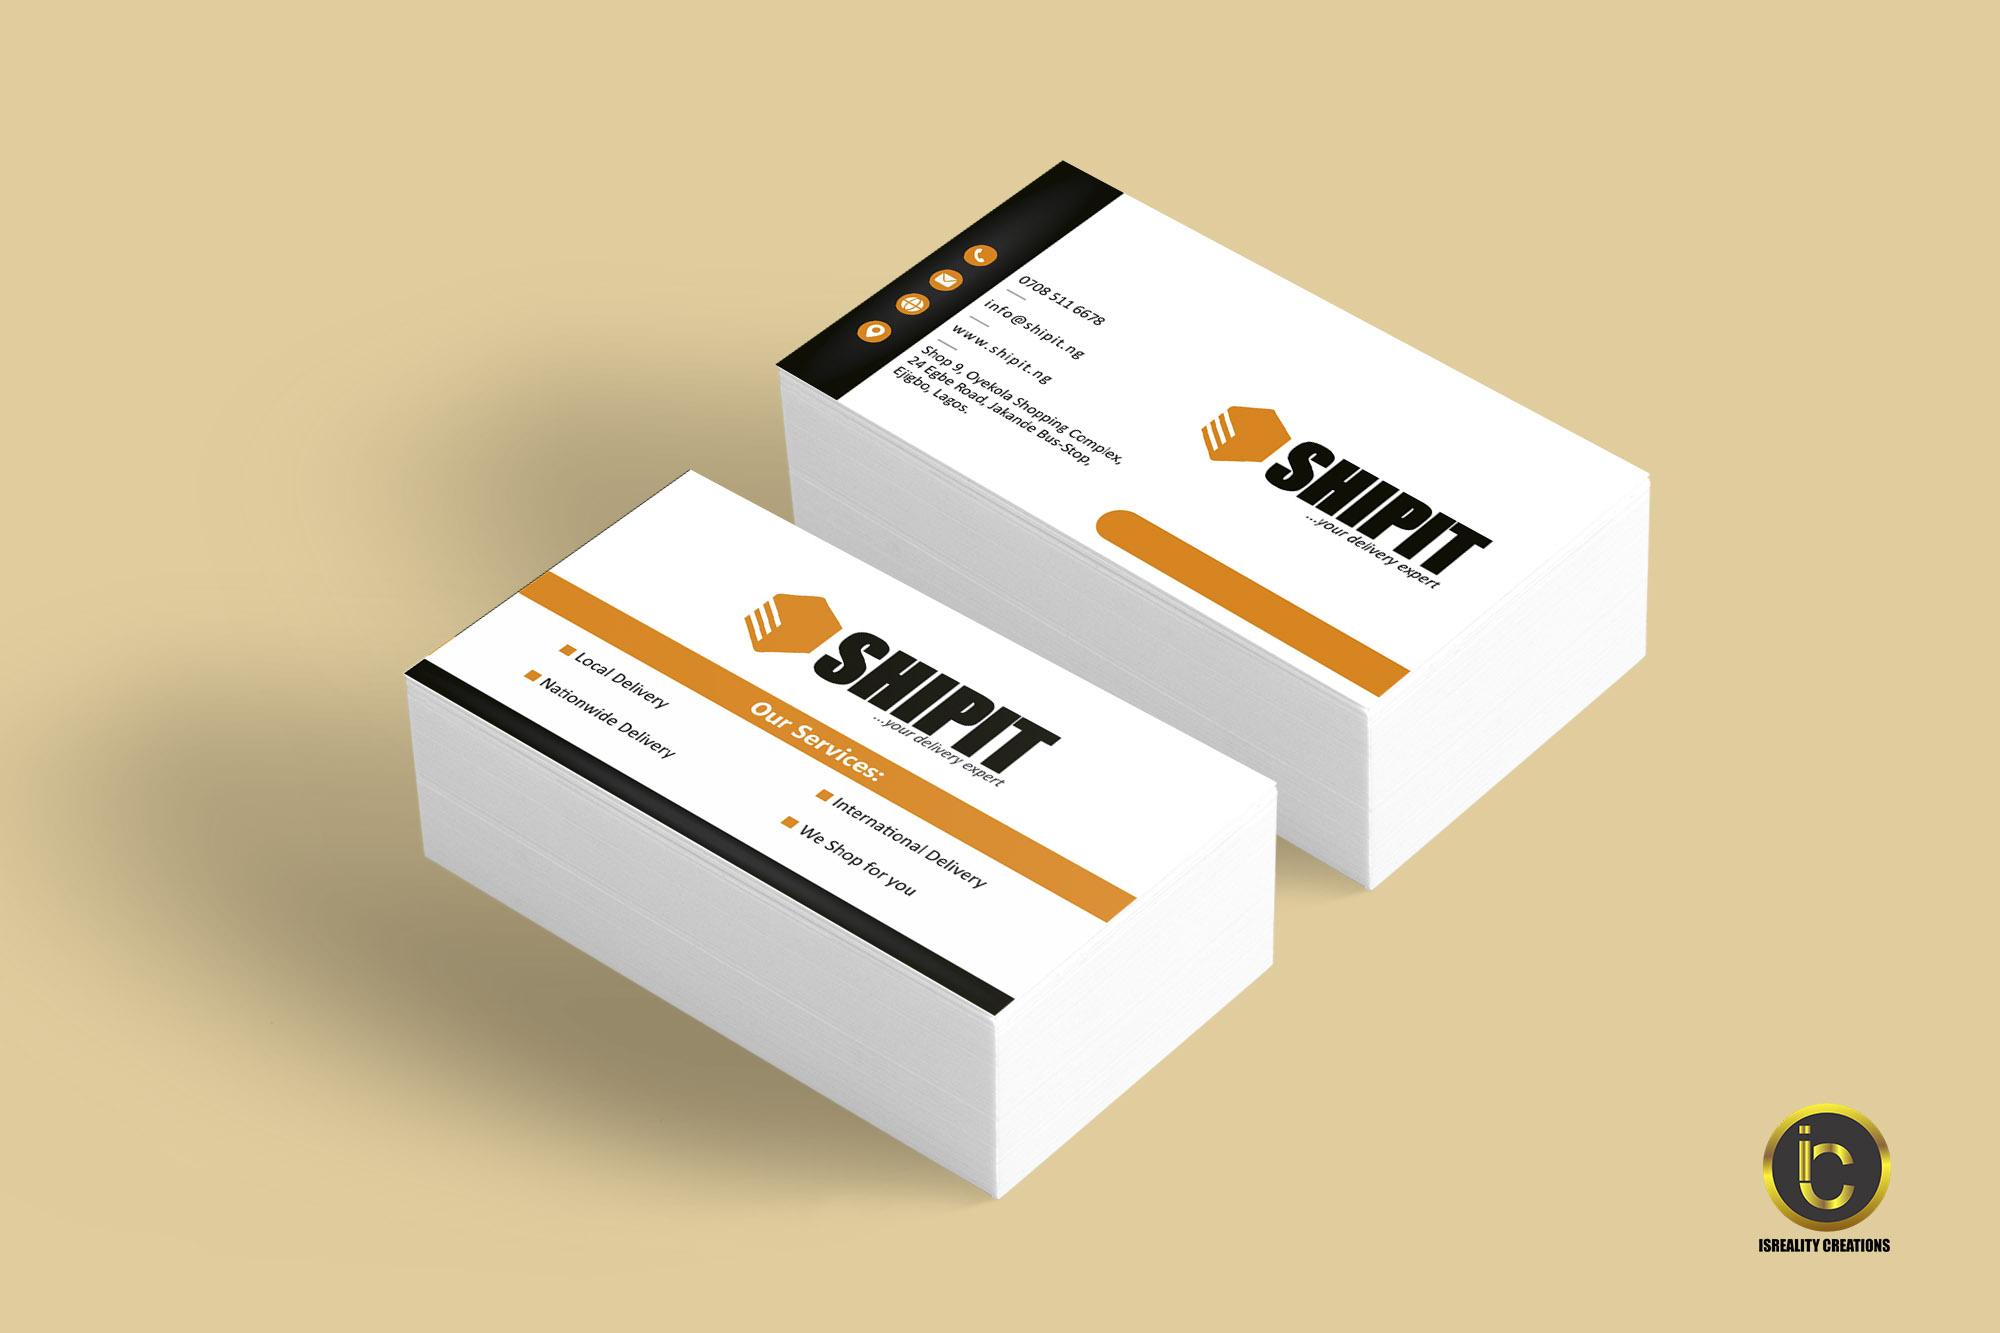 0708 511 6678
info@shipit.ng
www.shipit.ng
Shop 9, Oyekola Shopping Complex,
24 Egbe Road, Jakande Bus-Stop,
Ejigbo, Lagos.
SHIPIT
...your delivery expert
SHIPIT
...your delivery expert
Our Services:
Local Delivery
Nationwide Delivery
International Delivery
We Shop for you
ic
ISREALITY CREATIONS